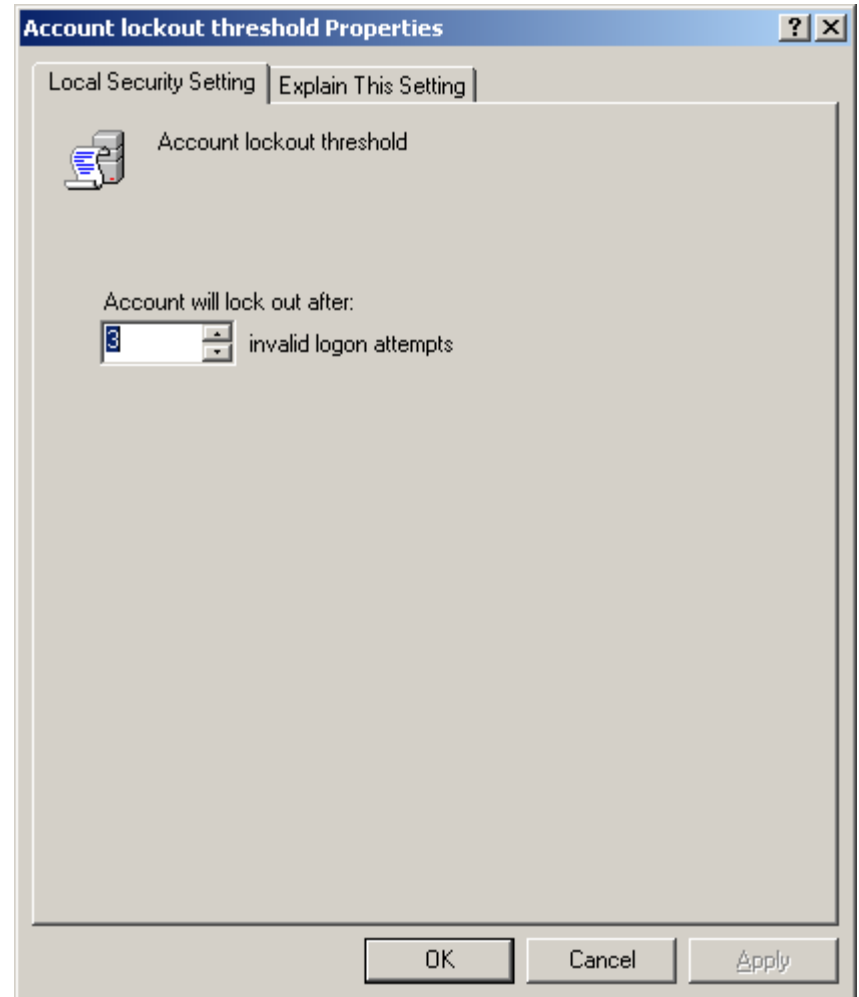 Account lockout threshold Properties
Local Security Setting Explain This Setting
Account lockout threshold
Account will lock out after:
3 invalid logon attempts
OK Cancel Apply